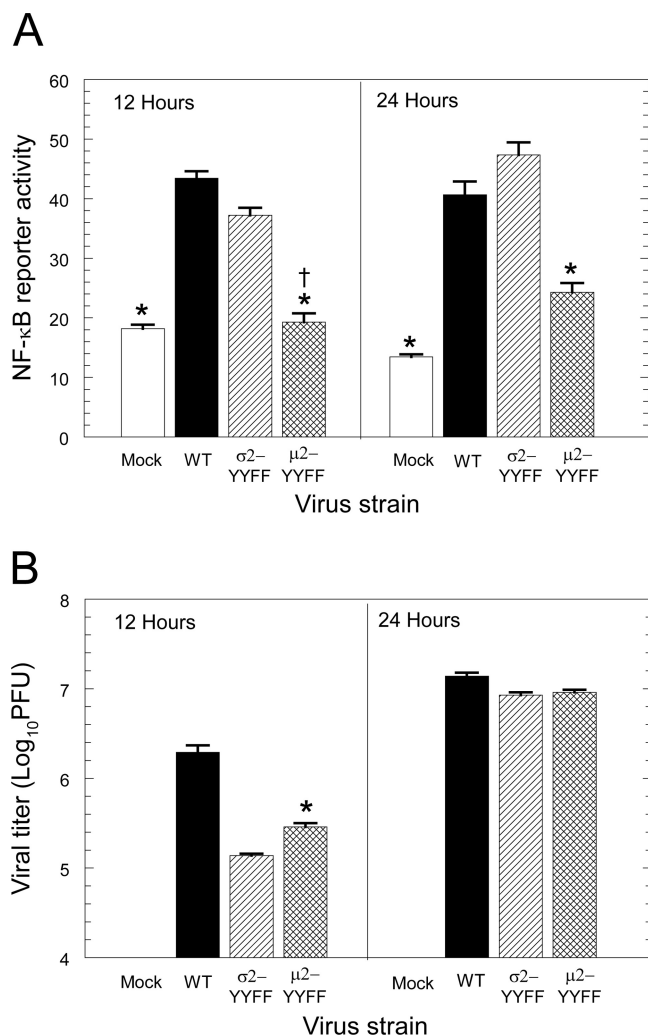 A
NF-κB reporter activity
60
50
40
30
20
10
0
12 Hours
24 Hours
*
†
*
*
*
Mock WT σ2– YYFF μ2– YYFF
Mock WT σ2– YYFF μ2– YYFF
Virus strain
B
Viral titer (Log10PFU)
8
7
6
5
4
12 Hours
24 Hours
*
Mock WT σ2– YYFF μ2– YYFF
Mock WT σ2– YYFF μ2– YYFF
Virus strain